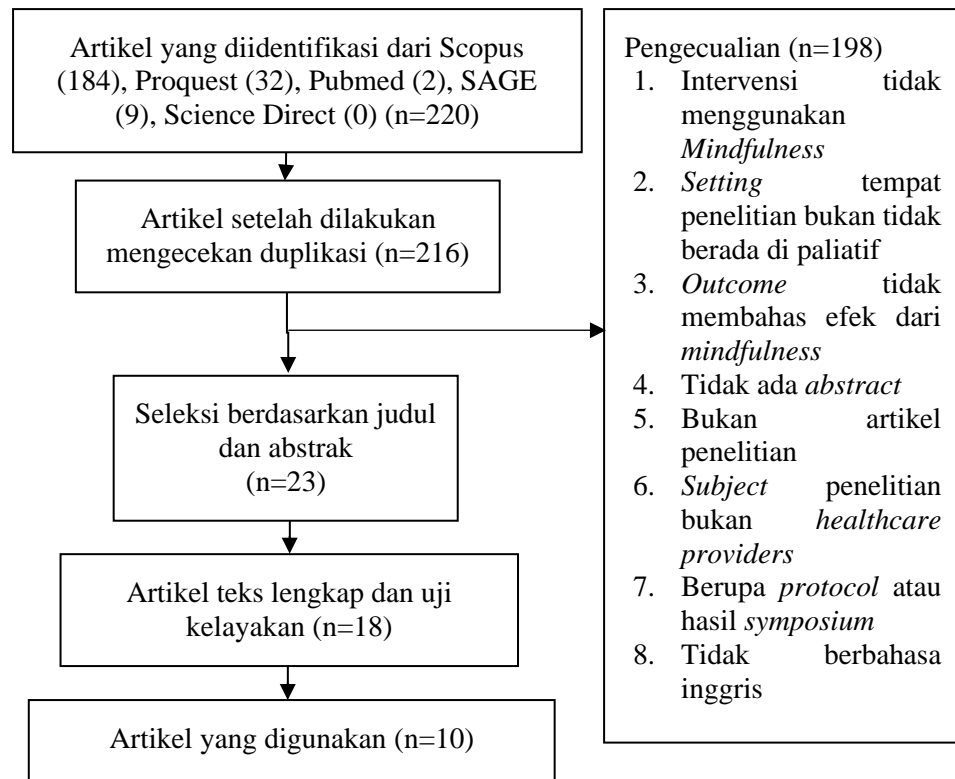 Artikel yang diidentifikasi dari Scopus
(184), Proquest (32), Pubmed (2), SAGE
(9), Science Direct (0) (n=220)
Artikel setelah dilakukan
mengecekan duplikasi (n=216)
Seleksi berdasarkan judul
dan abstrak
(n=23)
Artikel teks lengkap dan uji
kelayakan (n=18)
Artikel yang digunakan (n=10)
Pengecualian (n=198)
1. Intervensi tidak
menggunakan
Mindfulness
2. Setting tempat
penelitian bukan tidak
berada di paliatif
3. Outcome tidak
membahas efek dari
mindfulness
4. Tidak ada abstract
5. Bukan artikel
penelitian
6. Subject penelitian
bukan healthcare
providers
7. Berupa protocol atau
hasil symposium
8. Tidak berbahasa
inggris